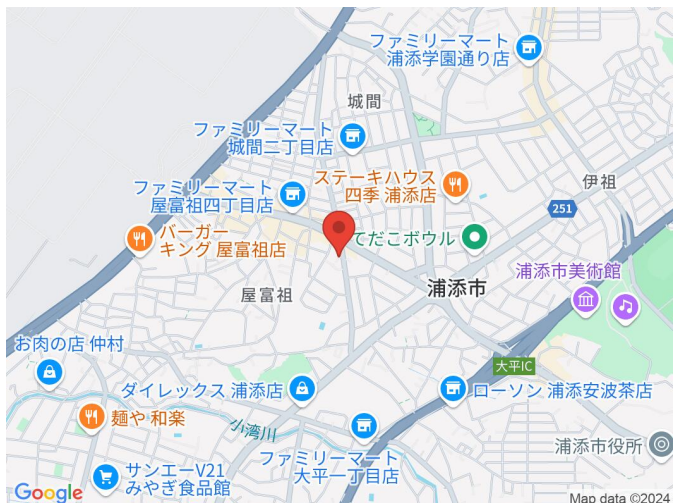 ファミリーマート
浦添学園通り店
城間
ファミリーマート
城間二丁目店
ステーキハウス
四季 浦添店
伊祖
ファミリーマート
屋富祖四丁目店
251
バーガー
キング 屋富祖店
てだこボウル
浦添市美術館
屋富祖
浦添市
お肉の店 仲村
大平IC
ダイレックス 浦添店
ローソン 浦添安波茶店
麺や 和楽
小湾川
ファミリーマート
大平一丁目店
浦添市役所
サンエーV21
みやぎ食品館
Google
Map data ©2024